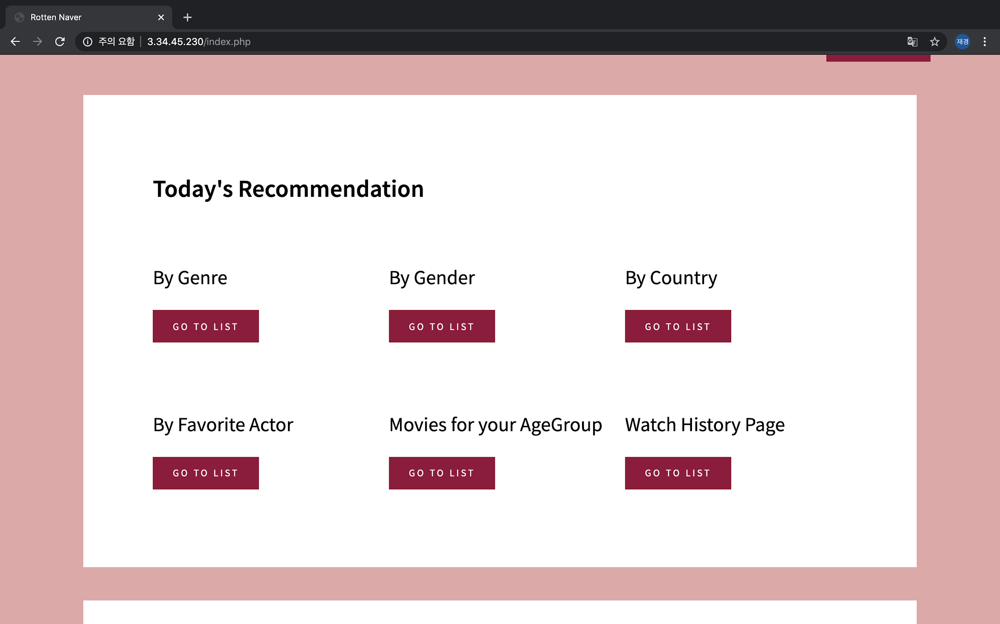 Rotten Naver
주의 요함 3.34.45.230/index.php 재경
Today's Recommendation
By Genre By Gender By Country
GO TO LIST GO TO LIST GO TO LIST
By Favorite Actor Movies for your AgeGroup Watch History Page
GO TO LIST GO TO LIST GO TO LIST